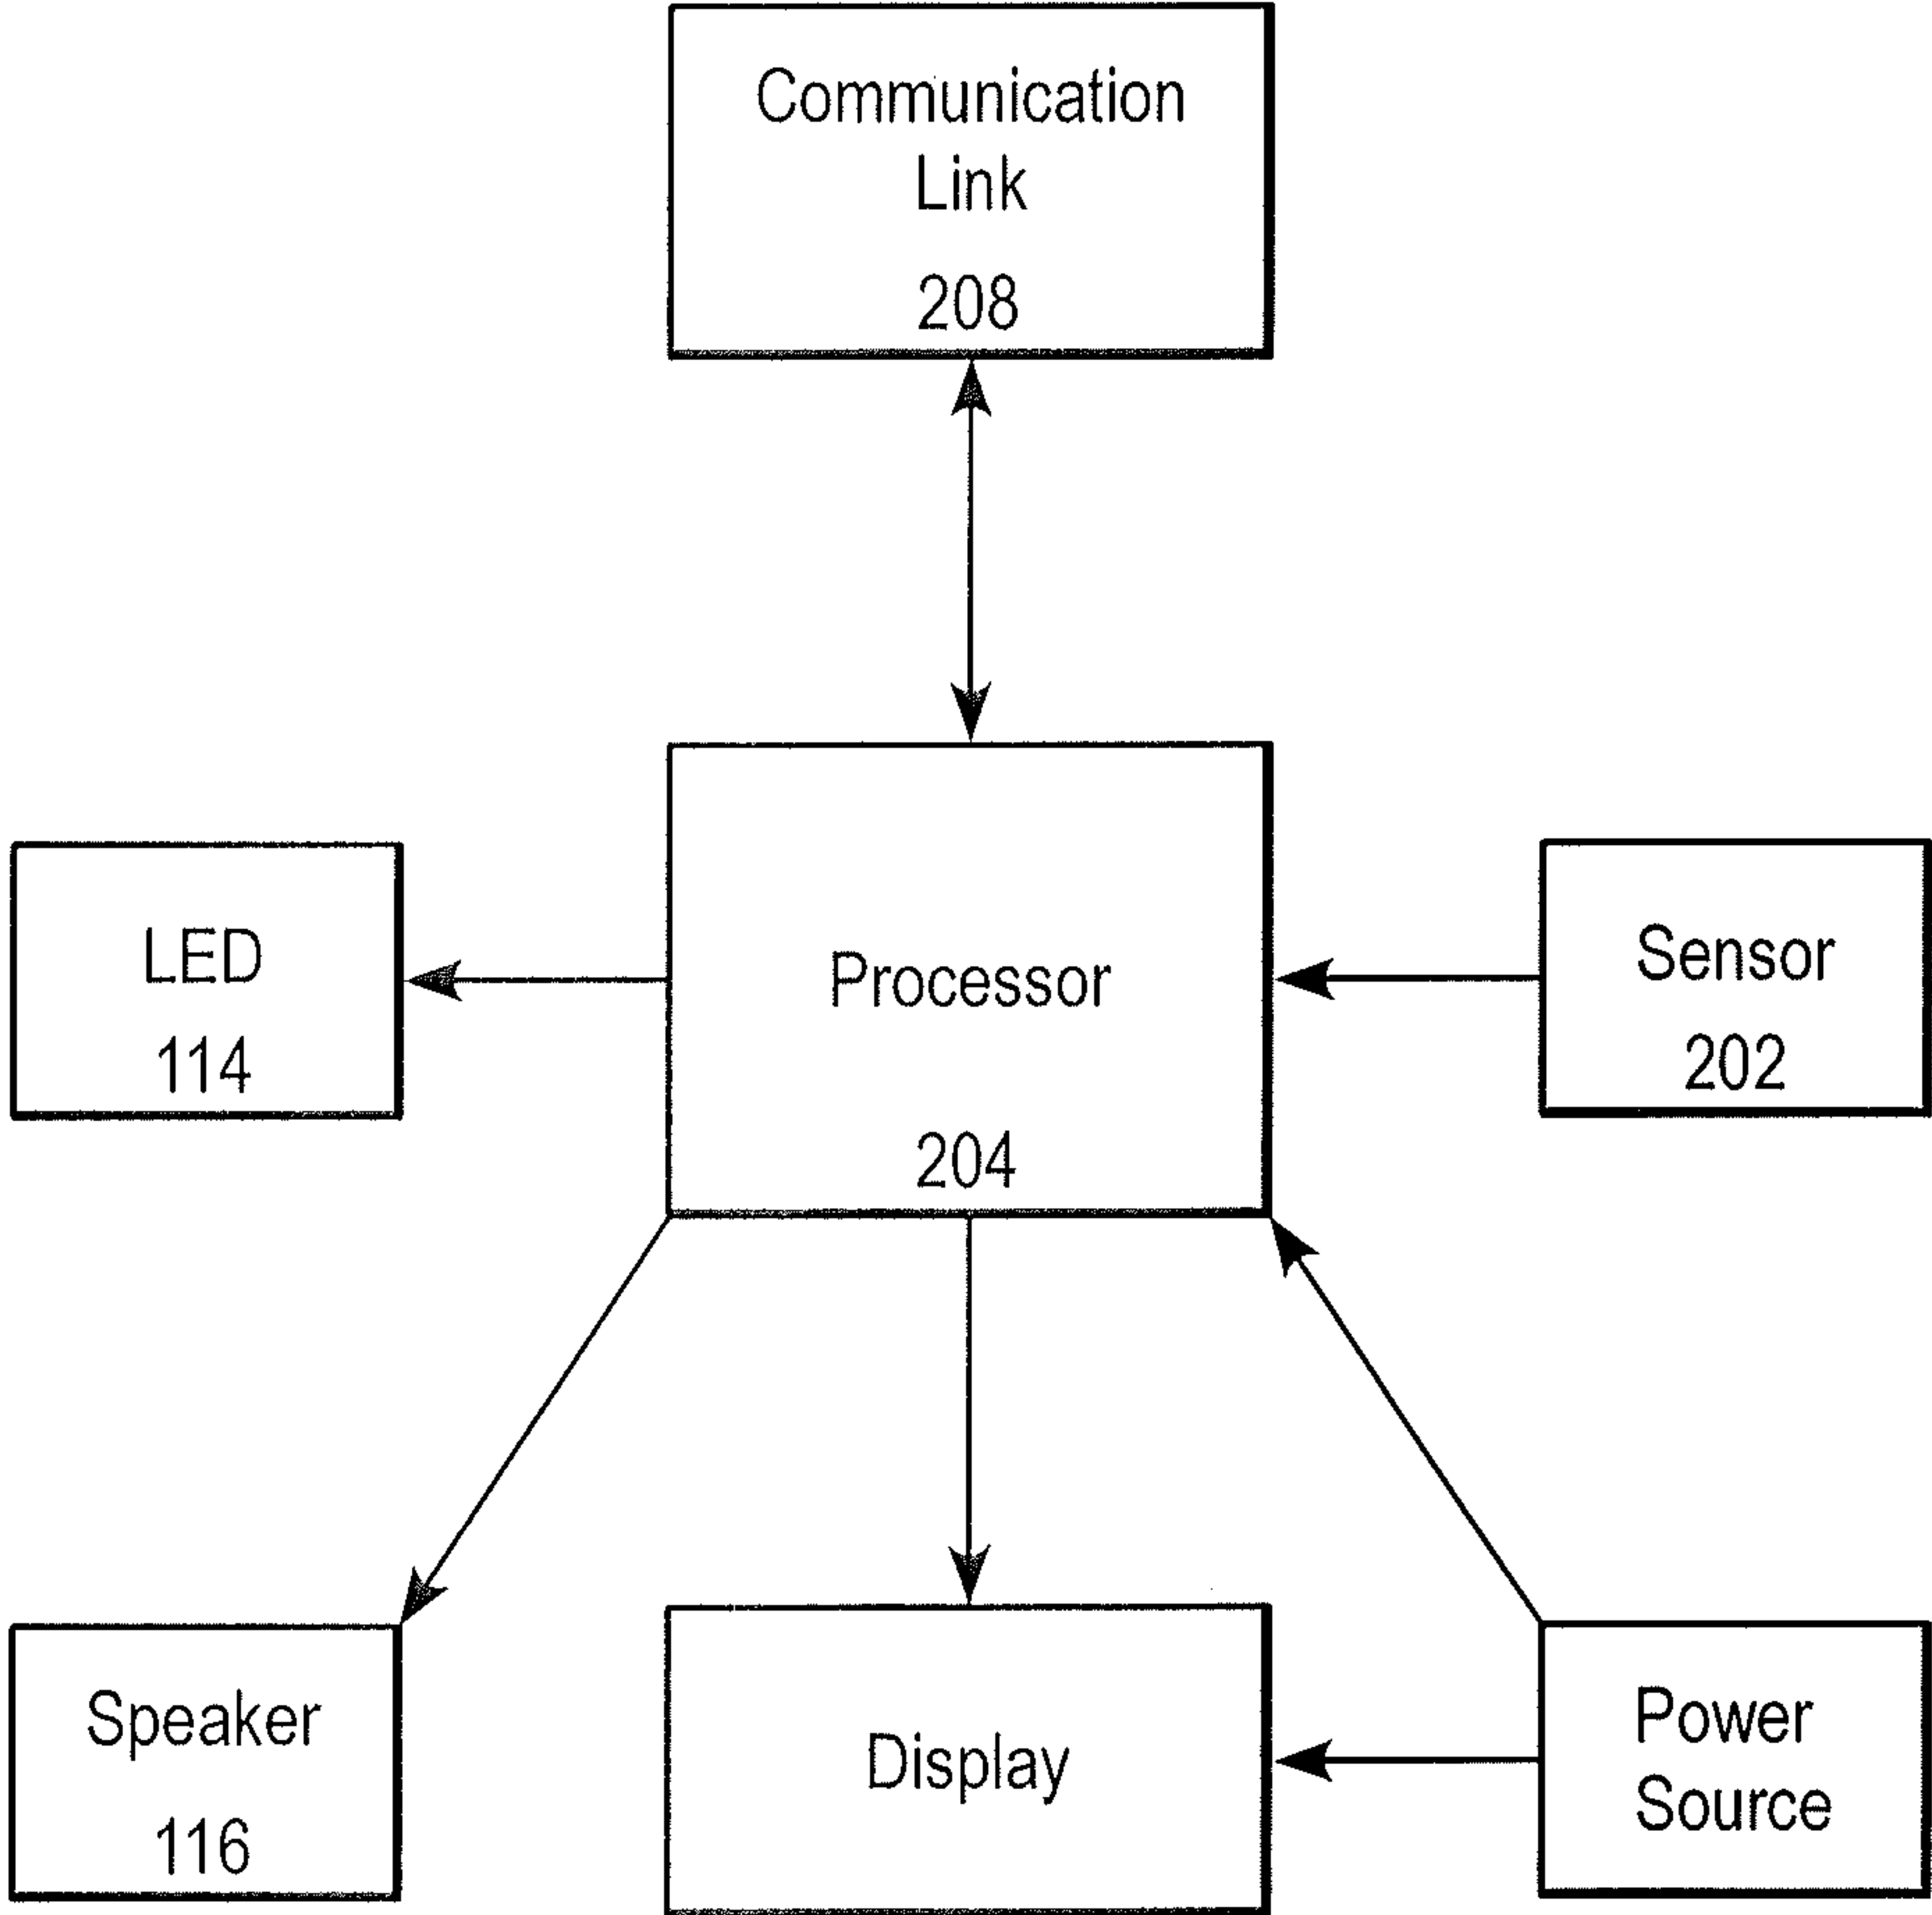 Communication
Link
208
LED
114
Processor
204
Sensor
202
Speaker
116
Display
Power
Source